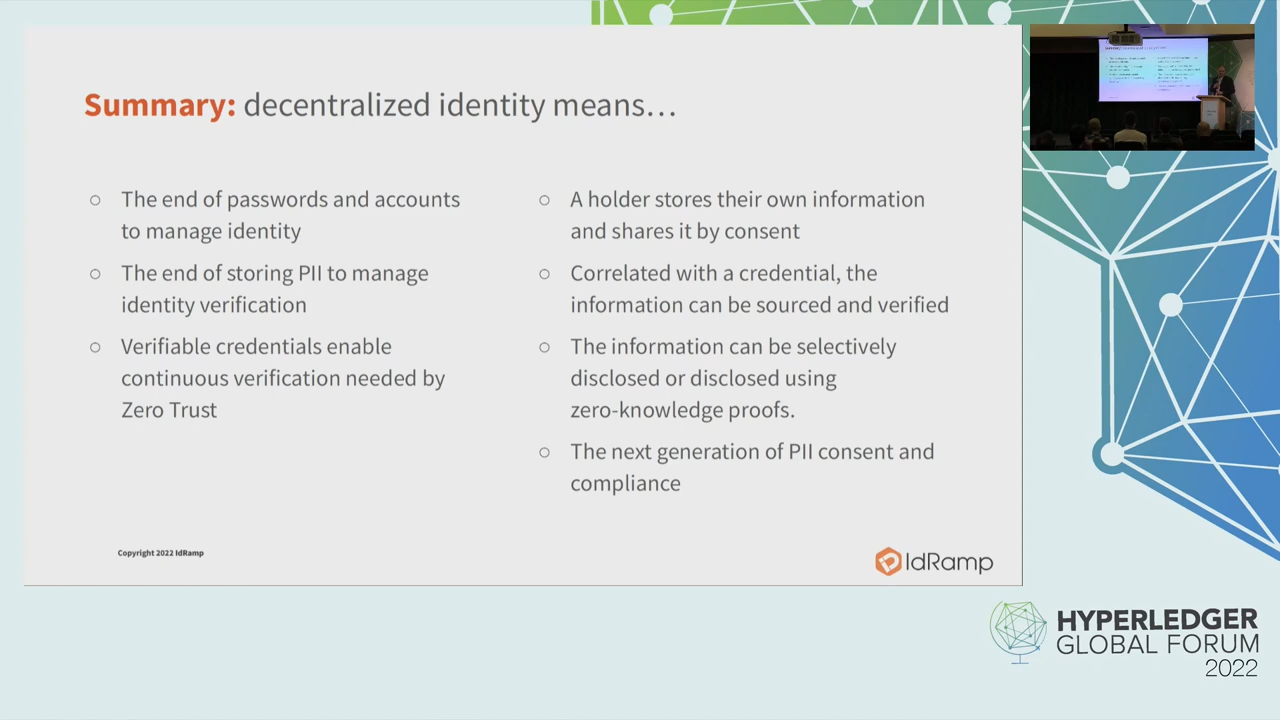 Summary: decentralized identity means…
○ The end of passwords and accounts
to manage identity
○ The end of storing PII to manage
identity verification
○ Verifiable credentials enable
continuous verification needed by
Zero Trust
○ A holder stores their own information
and shares it by consent
○ Correlated with a credential, the
information can be sourced and verified
○ The information can be selectively
disclosed or disclosed using
zero-knowledge proofs.
○ The next generation of PII consent and
compliance
Copyright 2022 IdRamp
IdRamp
HYPERLEDGER
GLOBAL FORUM
2022